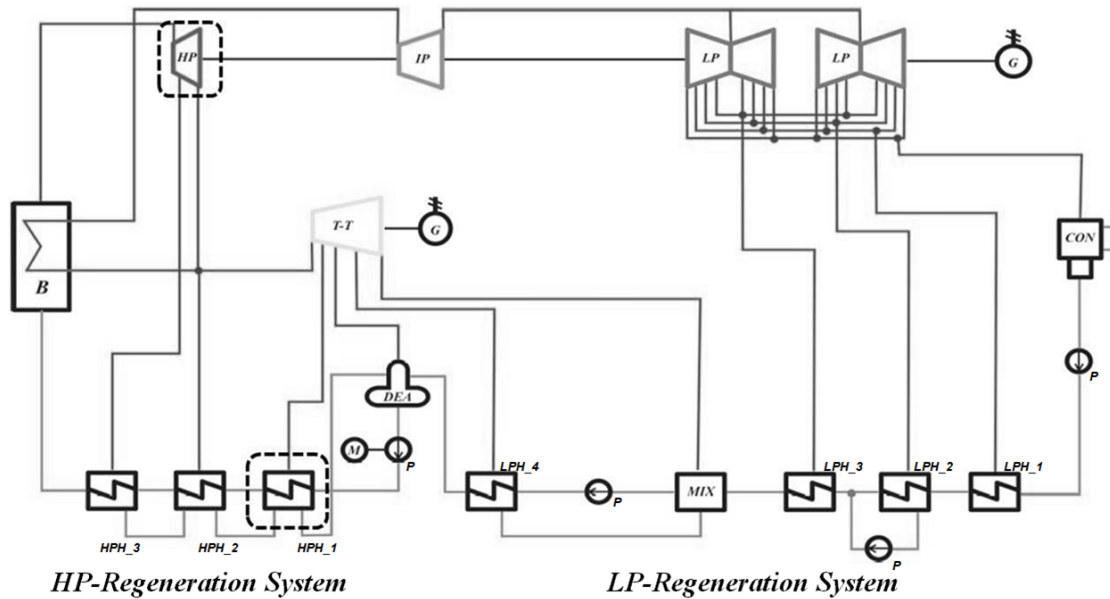 HP
IP
LP
LP
G
T-T
G
B
CON
P
DEA
M
P
LPH_4
P
MIX
LPH_3
LPH_2
LPH_1
P
HPH_3
HPH_2
HPH_1
HP-Regeneration System
LP-Regeneration System